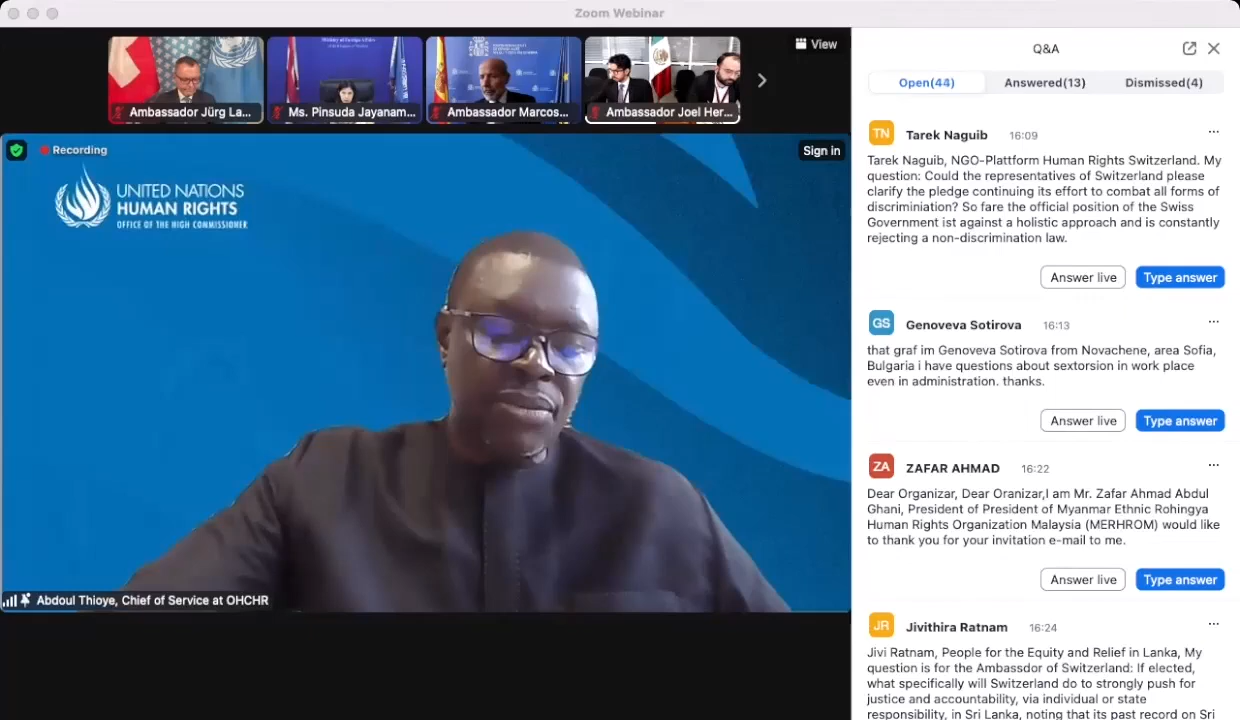 Zoom Webinar
View
Ambassador Jürg La...
Ms. Pinsuda Jayanam...
Ambassador Marcos...
Ambassador Joel Her...
Recording
Sign in
UNITED NATIONS
HUMAN RIGHTS
OFFICE OF THE HIGH COMMISSIONER
Abdoul Thioye, Chief of Service at OHCHR
Q&A
Open(44)
Answered(13)
Dismissed(4)
TN
Tarek Naguib 16:09
Tarek Naguib, NGO-Plattform Human Rights Switzerland. My
question: Could the representatives of Switzerland please
clarify the pledge continuing its effort to combat all forms of
discriminiation? So fare the official position of the Swiss
Government ist against a holistic approach and is constantly
rejecting a non-discrimination law.
Answer live
Type answer
GS
Genoveva Sotirova 16:13
that graf im Genoveva Sotirova from Novachene, area Sofia,
Bulgaria i have questions about sextorsion in work place
even in administration. thanks.
Answer live
Type answer
ZA
ZAFAR AHMAD 16:22
Dear Organizar, Dear Oranizar,I am Mr. Zafar Ahmad Abdul
Ghani, President of President of Myanmar Ethnic Rohingya
Human Rights Organization Malaysia (MERHROM) would like
to thank you for your invitation e-mail to me.
Answer live
Type answer
JR
Jivithira Ratnam 16:24
Jivi Ratnam, People for the Equity and Relief in Lanka, My
question is for the Ambassdor of Switzerland: If elected,
what specifically will Switzerland do to strongly push for
justice and accountability, via individual or state
responsibility, in Sri Lanka, noting that its past record on Sri